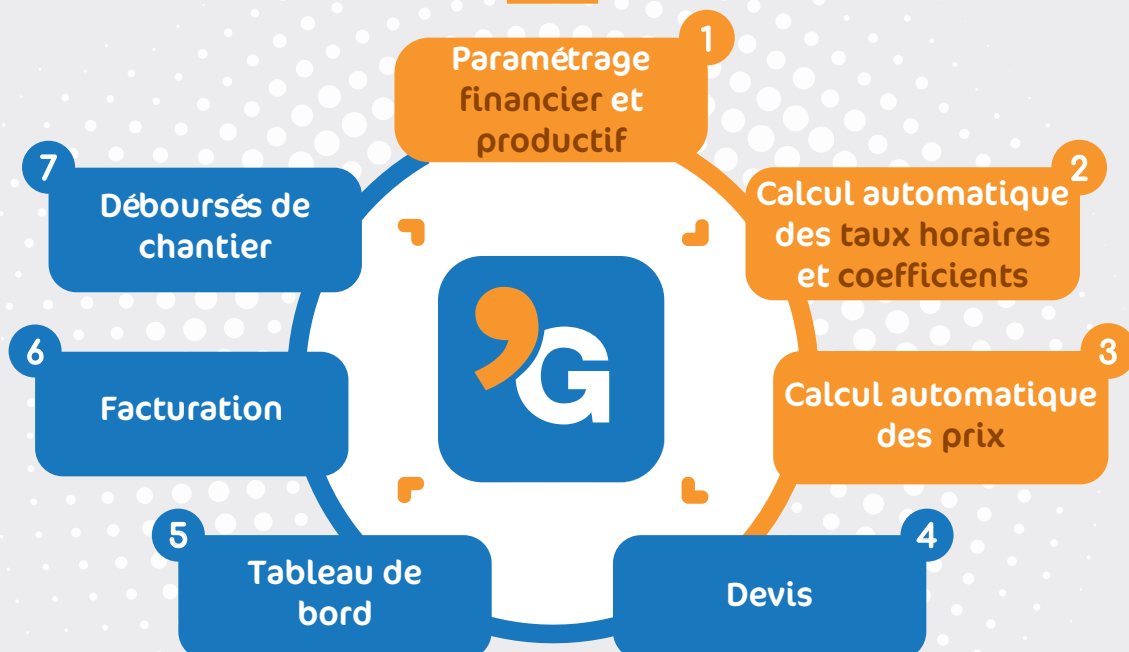 1
Paramétrage
financier et
productif
2
Calcul automatique
des taux horaires
et coefficients
3
Calcul automatique
des prix
4
Devis
5
Tableau de
bord
6
Facturation
7
Déboursés de
chantier
’G